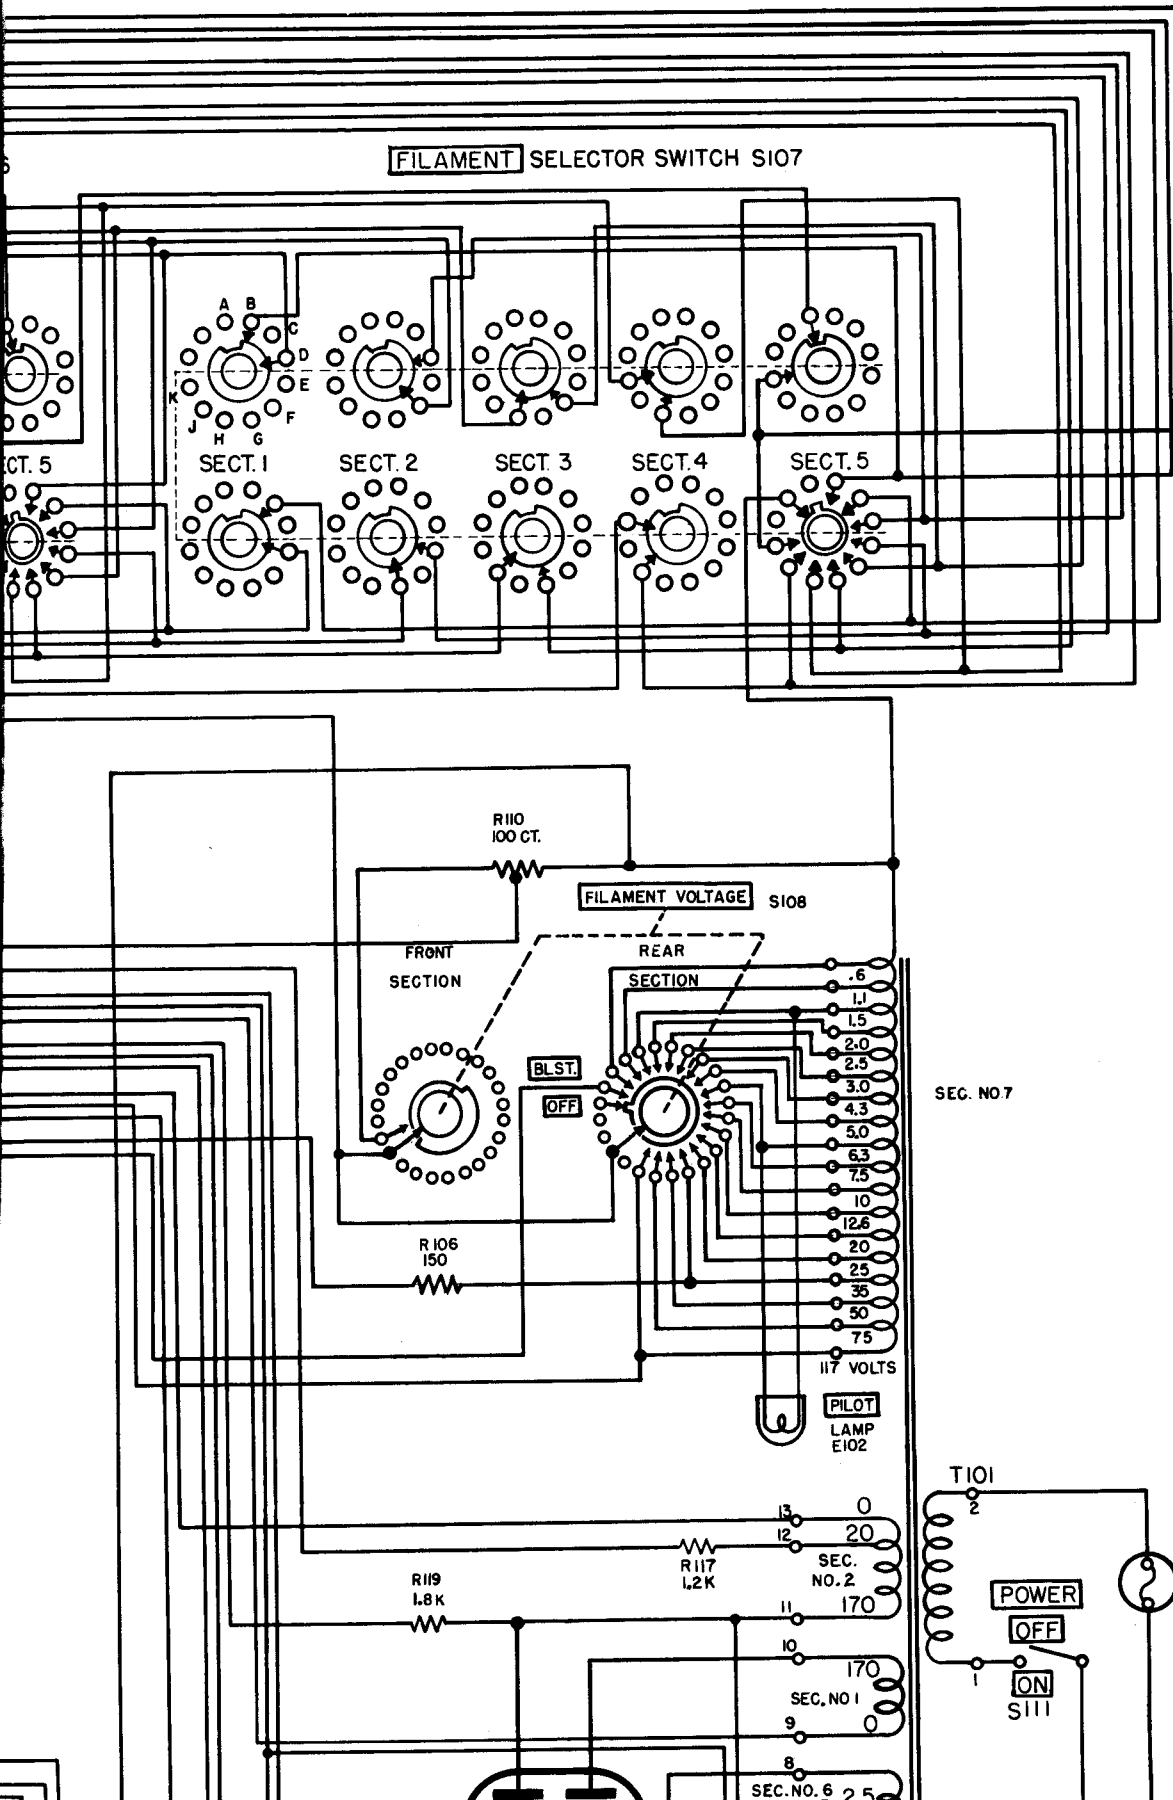 6
FILAMENT SELECTOR SWITCH S107
A B
C
D
E
F
G
H
J
K
CT. 5 SECT. 1 SECT. 2 SECT. 3 SECT. 4 SECT. 5
R110
100 CT.
FILAMENT VOLTAGE S108
FRONT
SECTION
REAR
SECTION
.6
1.1
1.5
2.0
2.5
3.0
4.3
5.0
6.3
7.5
10
12.6
20
25
35
50
75
117 VOLTS
SEC. NO.7
BLST.
OFF
R106
150
PILOT
LAMP
E102
T101
2
13 0
12 20
SEC.
NO. 2
R117
1.2K
R119
1.8K
11 170
POWER
OFF
ON
S111
1
10
170
SEC. NO 1
9 0
8
SEC. NO. 6 2.5